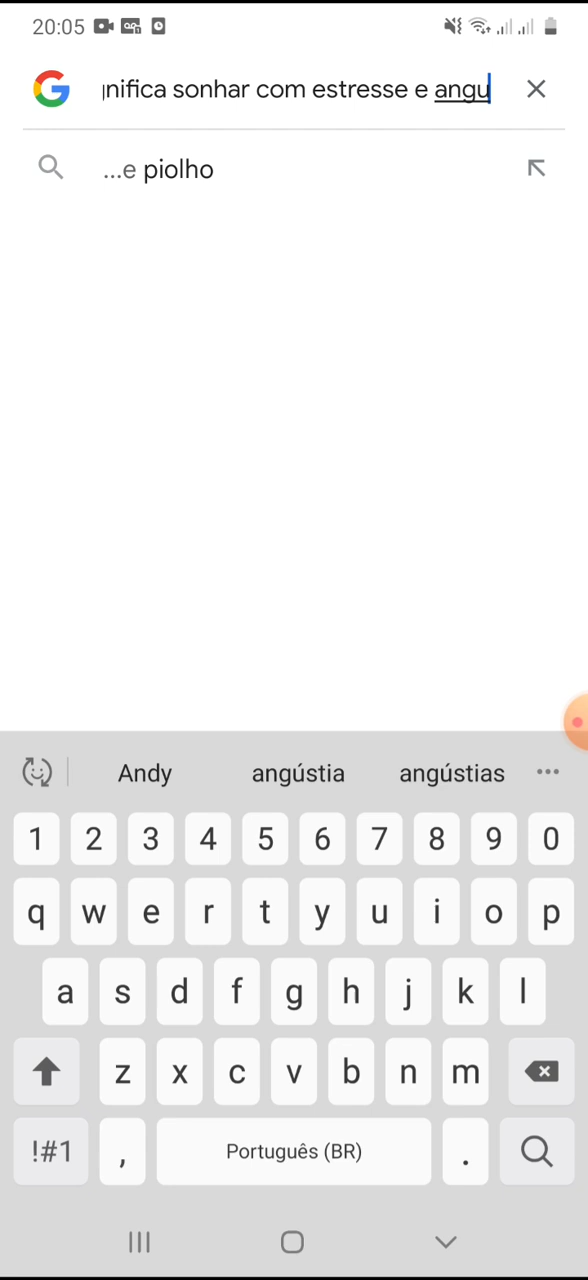 20:05
gnifica sonhar com estresse e angu
...e piolho
Andy angústia angústias
1 2 3 4 5 6 7 8 9 0
q w e r t y u i o p
a s d f g h j k l
z x c v b n m
!#1 , Português (BR) .